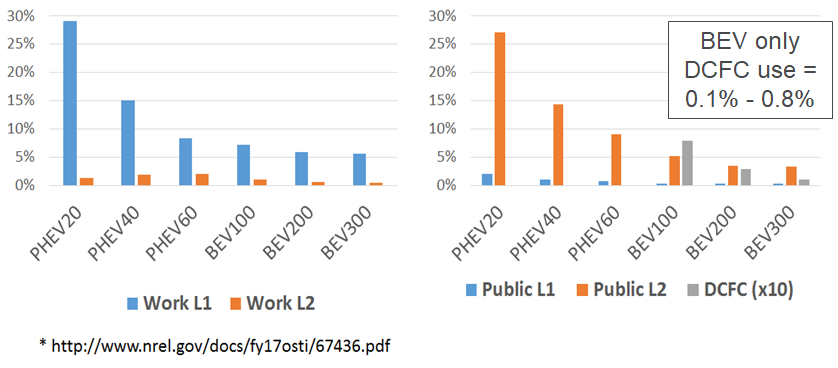 30%
25%
20%
15%
10%
5%
0%
PHEV20
PHEV40
PHEV60
BEV100
BEV200
BEV300
Work L1
Work L2
30%
25%
20%
15%
10%
5%
0%
BEV only
DCFC use =
0.1% - 0.8%
PHEV20
PHEV40
PHEV60
BEV100
BEV200
BEV300
Public L1
Public L2
DCFC (x10)
* http://www.nrel.gov/docs/fy17osti/67436.pdf